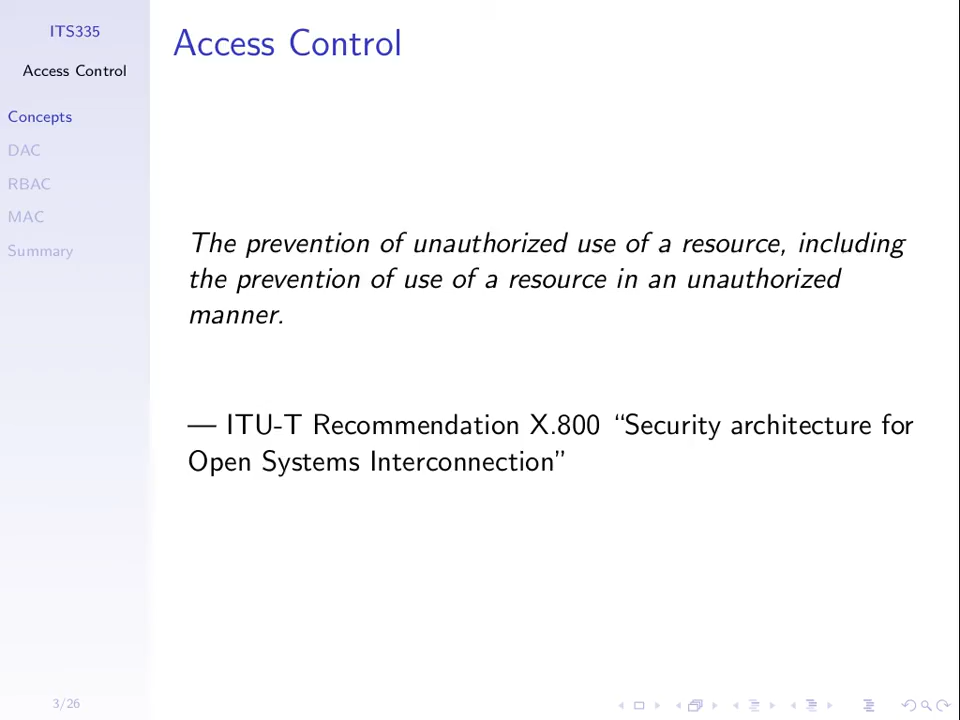 ITS335
Access Control
Concepts
DAC
RBAC
MAC
Summary
3/26
Access Control
The prevention of unauthorized use of a resource, including
the prevention of use of a resource in an unauthorized
manner.
— ITU-T Recommendation X.800 “Security architecture for
Open Systems Interconnection”